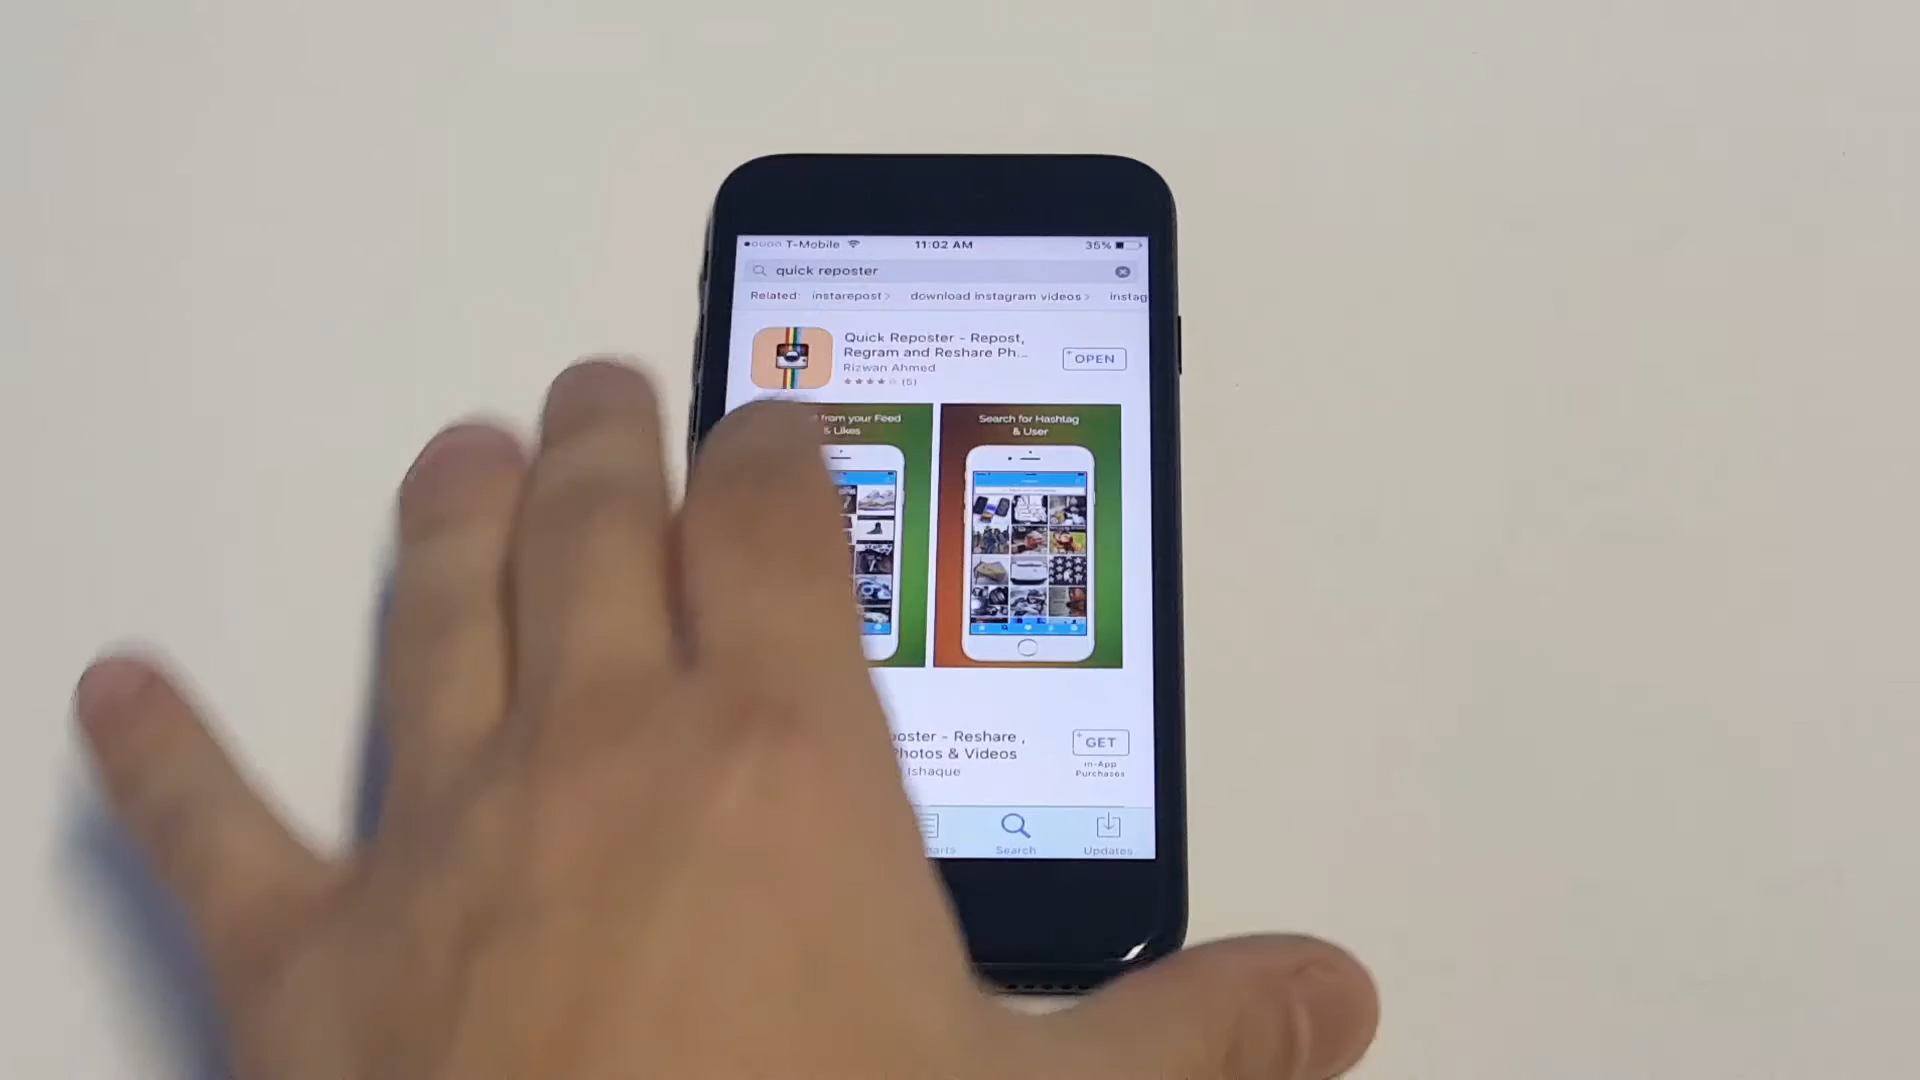 T-Mobile 11:02 AM 35%
quick reposter
Related: instarepost > download instagram videos > instag
Quick Reposter - Repost,
Regram and Reshare Ph...
Rizwan Ahmed
(5)
OPEN
from your Feed
& Likes
Search for Hashtag
& User
oster - Reshare ,
Photos & Videos
Ishaque
GET
In-App
Purchases
arts Search Updates